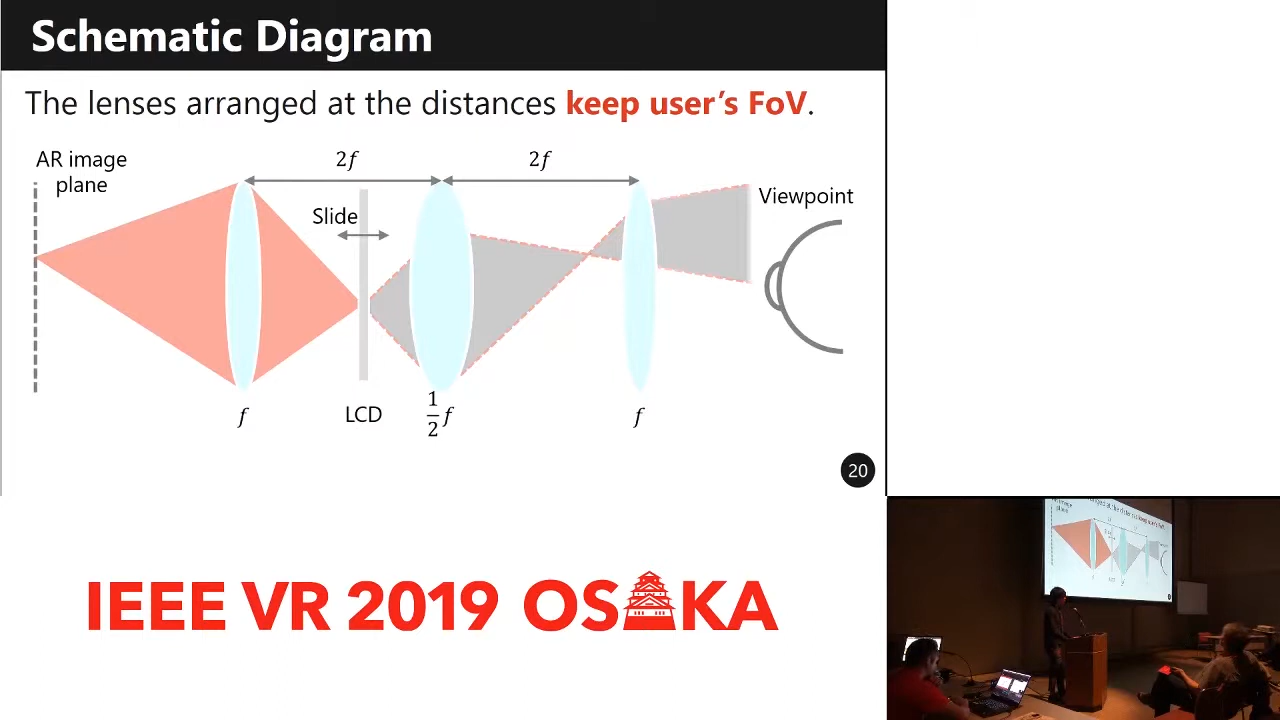 Schematic Diagram
The lenses arranged at the distances keep user's FoV.
AR image
plane
2f
2f
Slide
Viewpoint
f
LCD
1
2
f
f
20
IEEE VR 2019 OSAKA